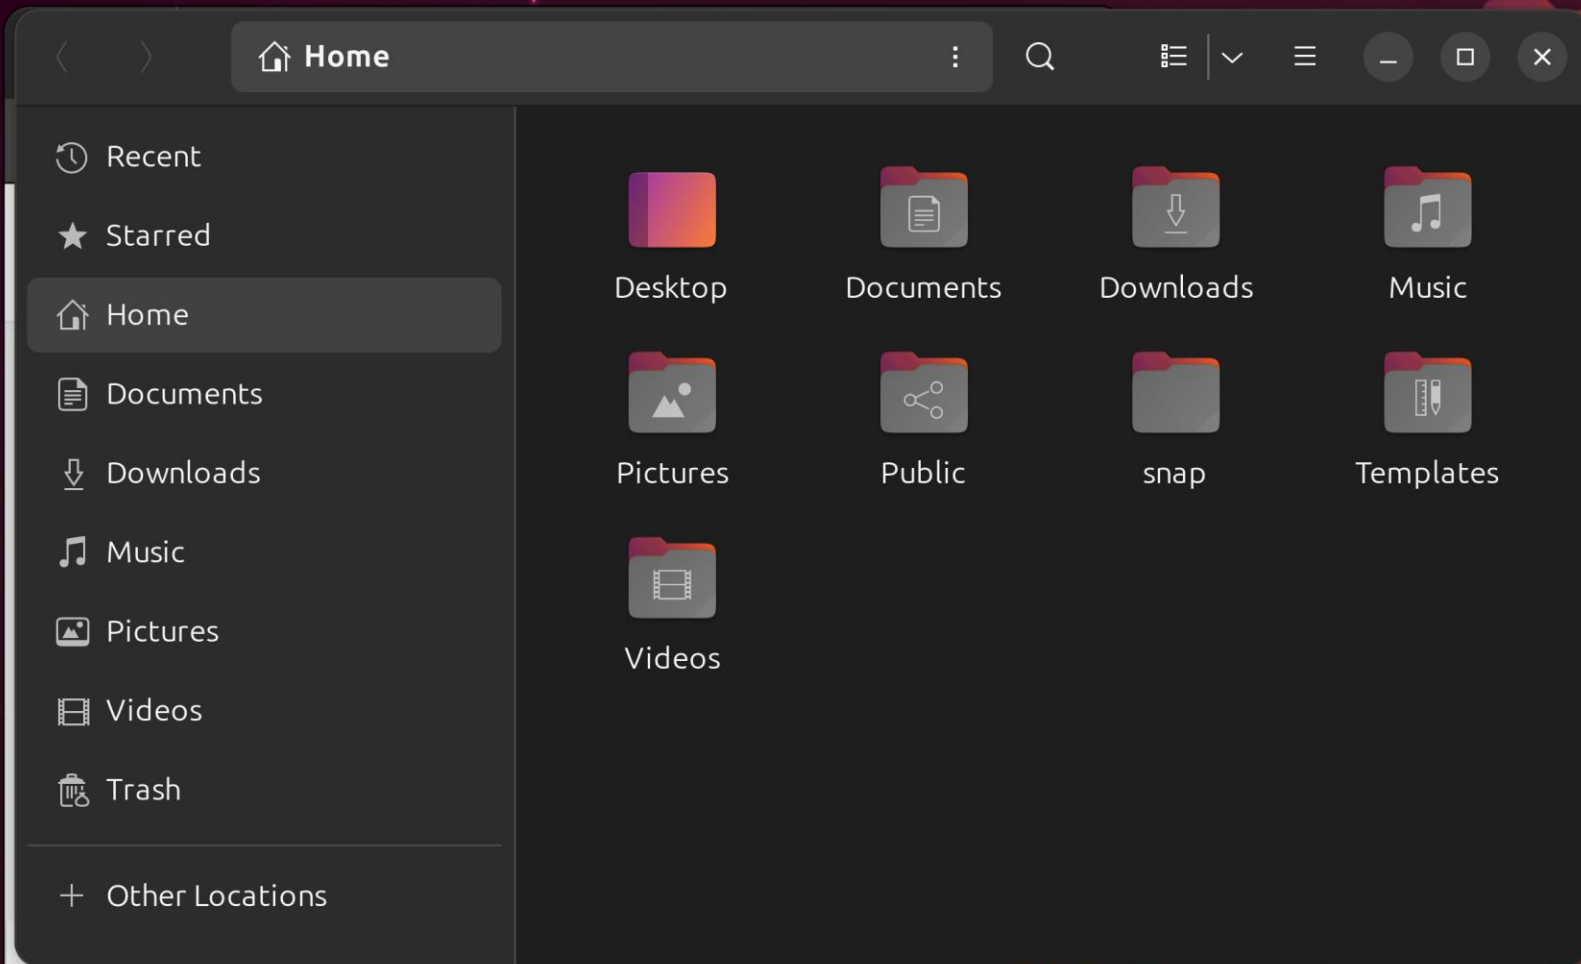 Home
Recent
Starred
Home
Documents
Downloads
Music
Pictures
Videos
Trash
Other Locations
Desktop Documents Downloads Music
Pictures Public snap Templates
Videos